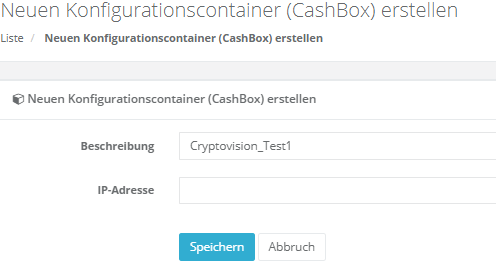 Neuen Konfigurationscontainer (CashBox) erstellen
Liste / Neuen Konfigurationscontainer (CashBox) erstellen
Neuen Konfigurationscontainer (CashBox) erstellen
Beschreibung Cryptovision_Test1
IP-Adresse
Speichern Abbruch